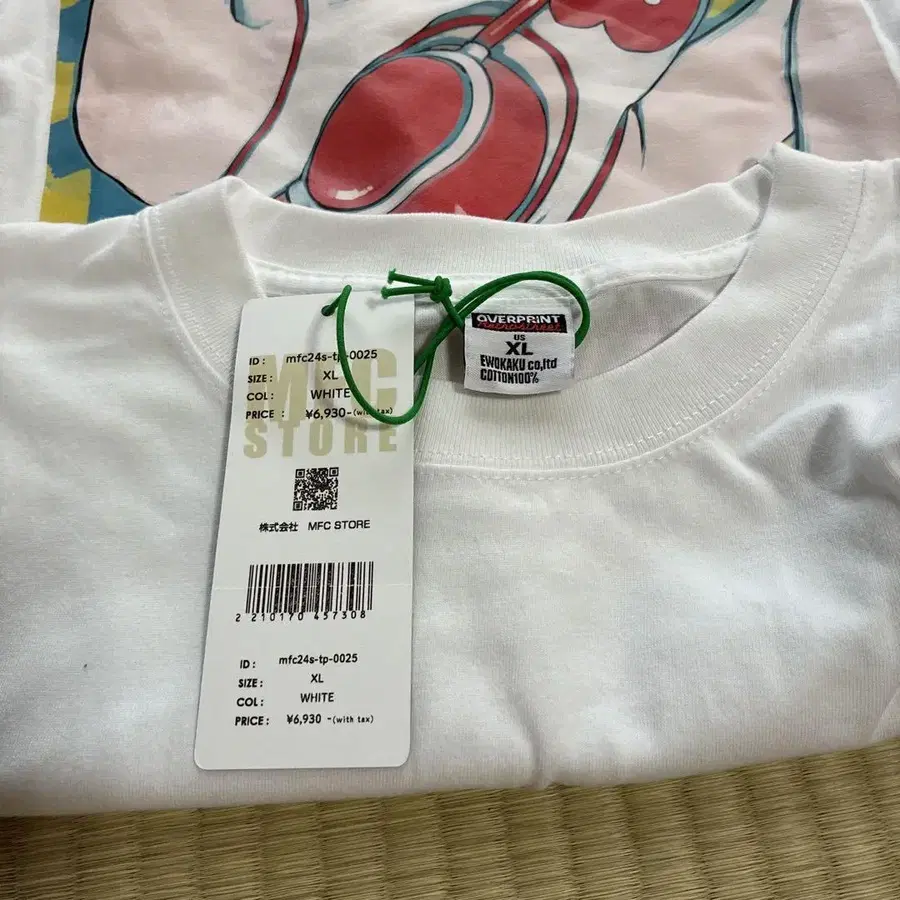 ID : mfc24s-tp-0025
SIZE : XL
COL : WHITE
PRICE : ¥6,930-(with tax)
MFC
STORE
株式会社 MFC STORE
2 210170 457308
ID : mfc24s-tp-0025
SIZE : XL
COL : WHITE
PRICE : ¥6,930 -(with tax)
OVERPRINT
Retrostreet
US
XL
EWOKAKU co,ltd
COTTON100%